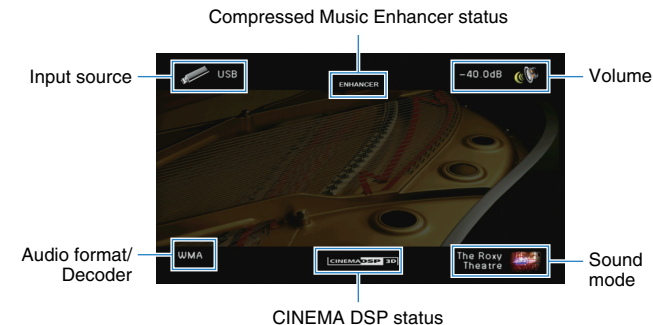 Compressed Music Enhancer status
Input source
USB
ENHANCER
-40.0dB
Volume
Audio format/
Decoder
WMA
CINEMA DSP 3D
The Roxy
Theatre
Sound
mode
CINEMA DSP status